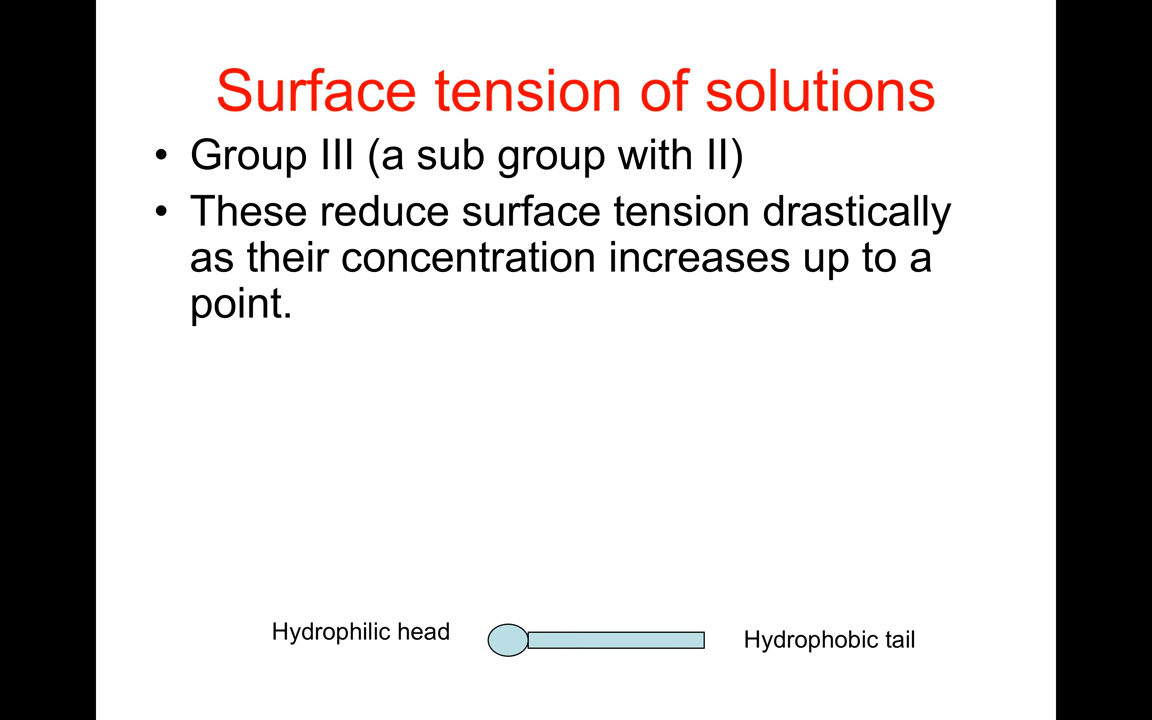 Surface tension of solutions
• Group III (a sub group with II)
• These reduce surface tension drastically
as their concentration increases up to a
point.
Hydrophilic head
Hydrophobic tail